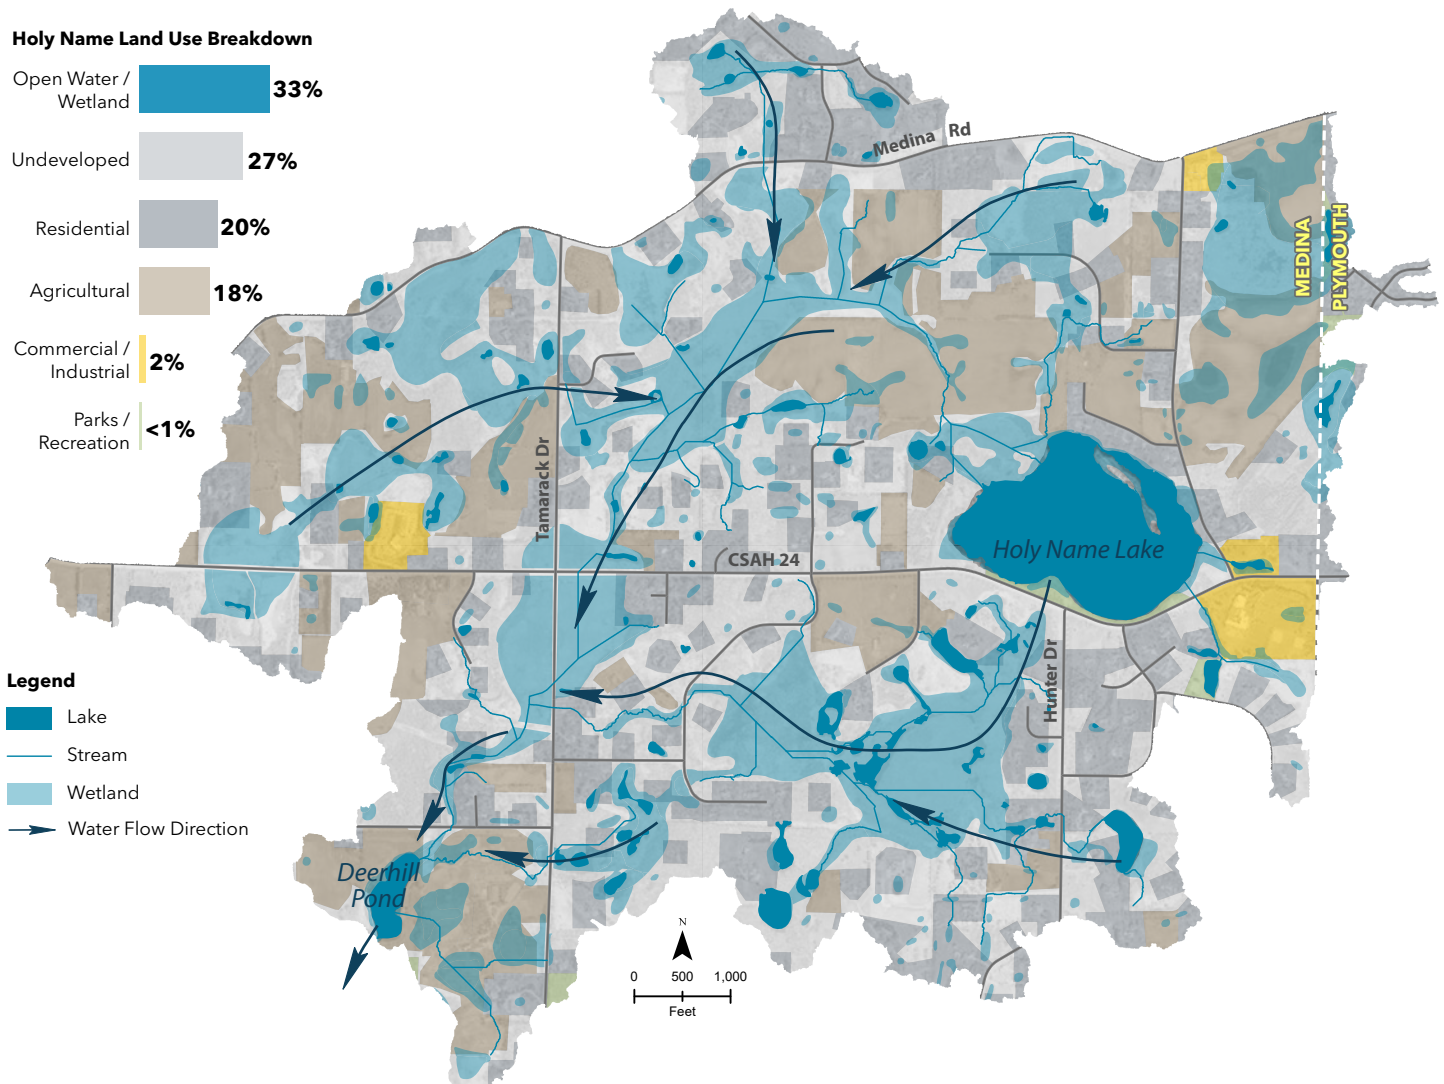 Holy Name Land Use Breakdown
Open Water /
Wetland
33%
Undeveloped
27%
Residential
20%
Agricultural
18%
Commercial /
Industrial
2%
Parks /
Recreation
<1%
Medina Rd
MEDINA
PLYMOUTH
Tamarack Dr
CSAH 24
Holy Name Lake
Hunter Dr
Legend
Lake
Stream
Wetland
Water Flow Direction
Deerhill
Pond
N
0 500 1,000
Feet